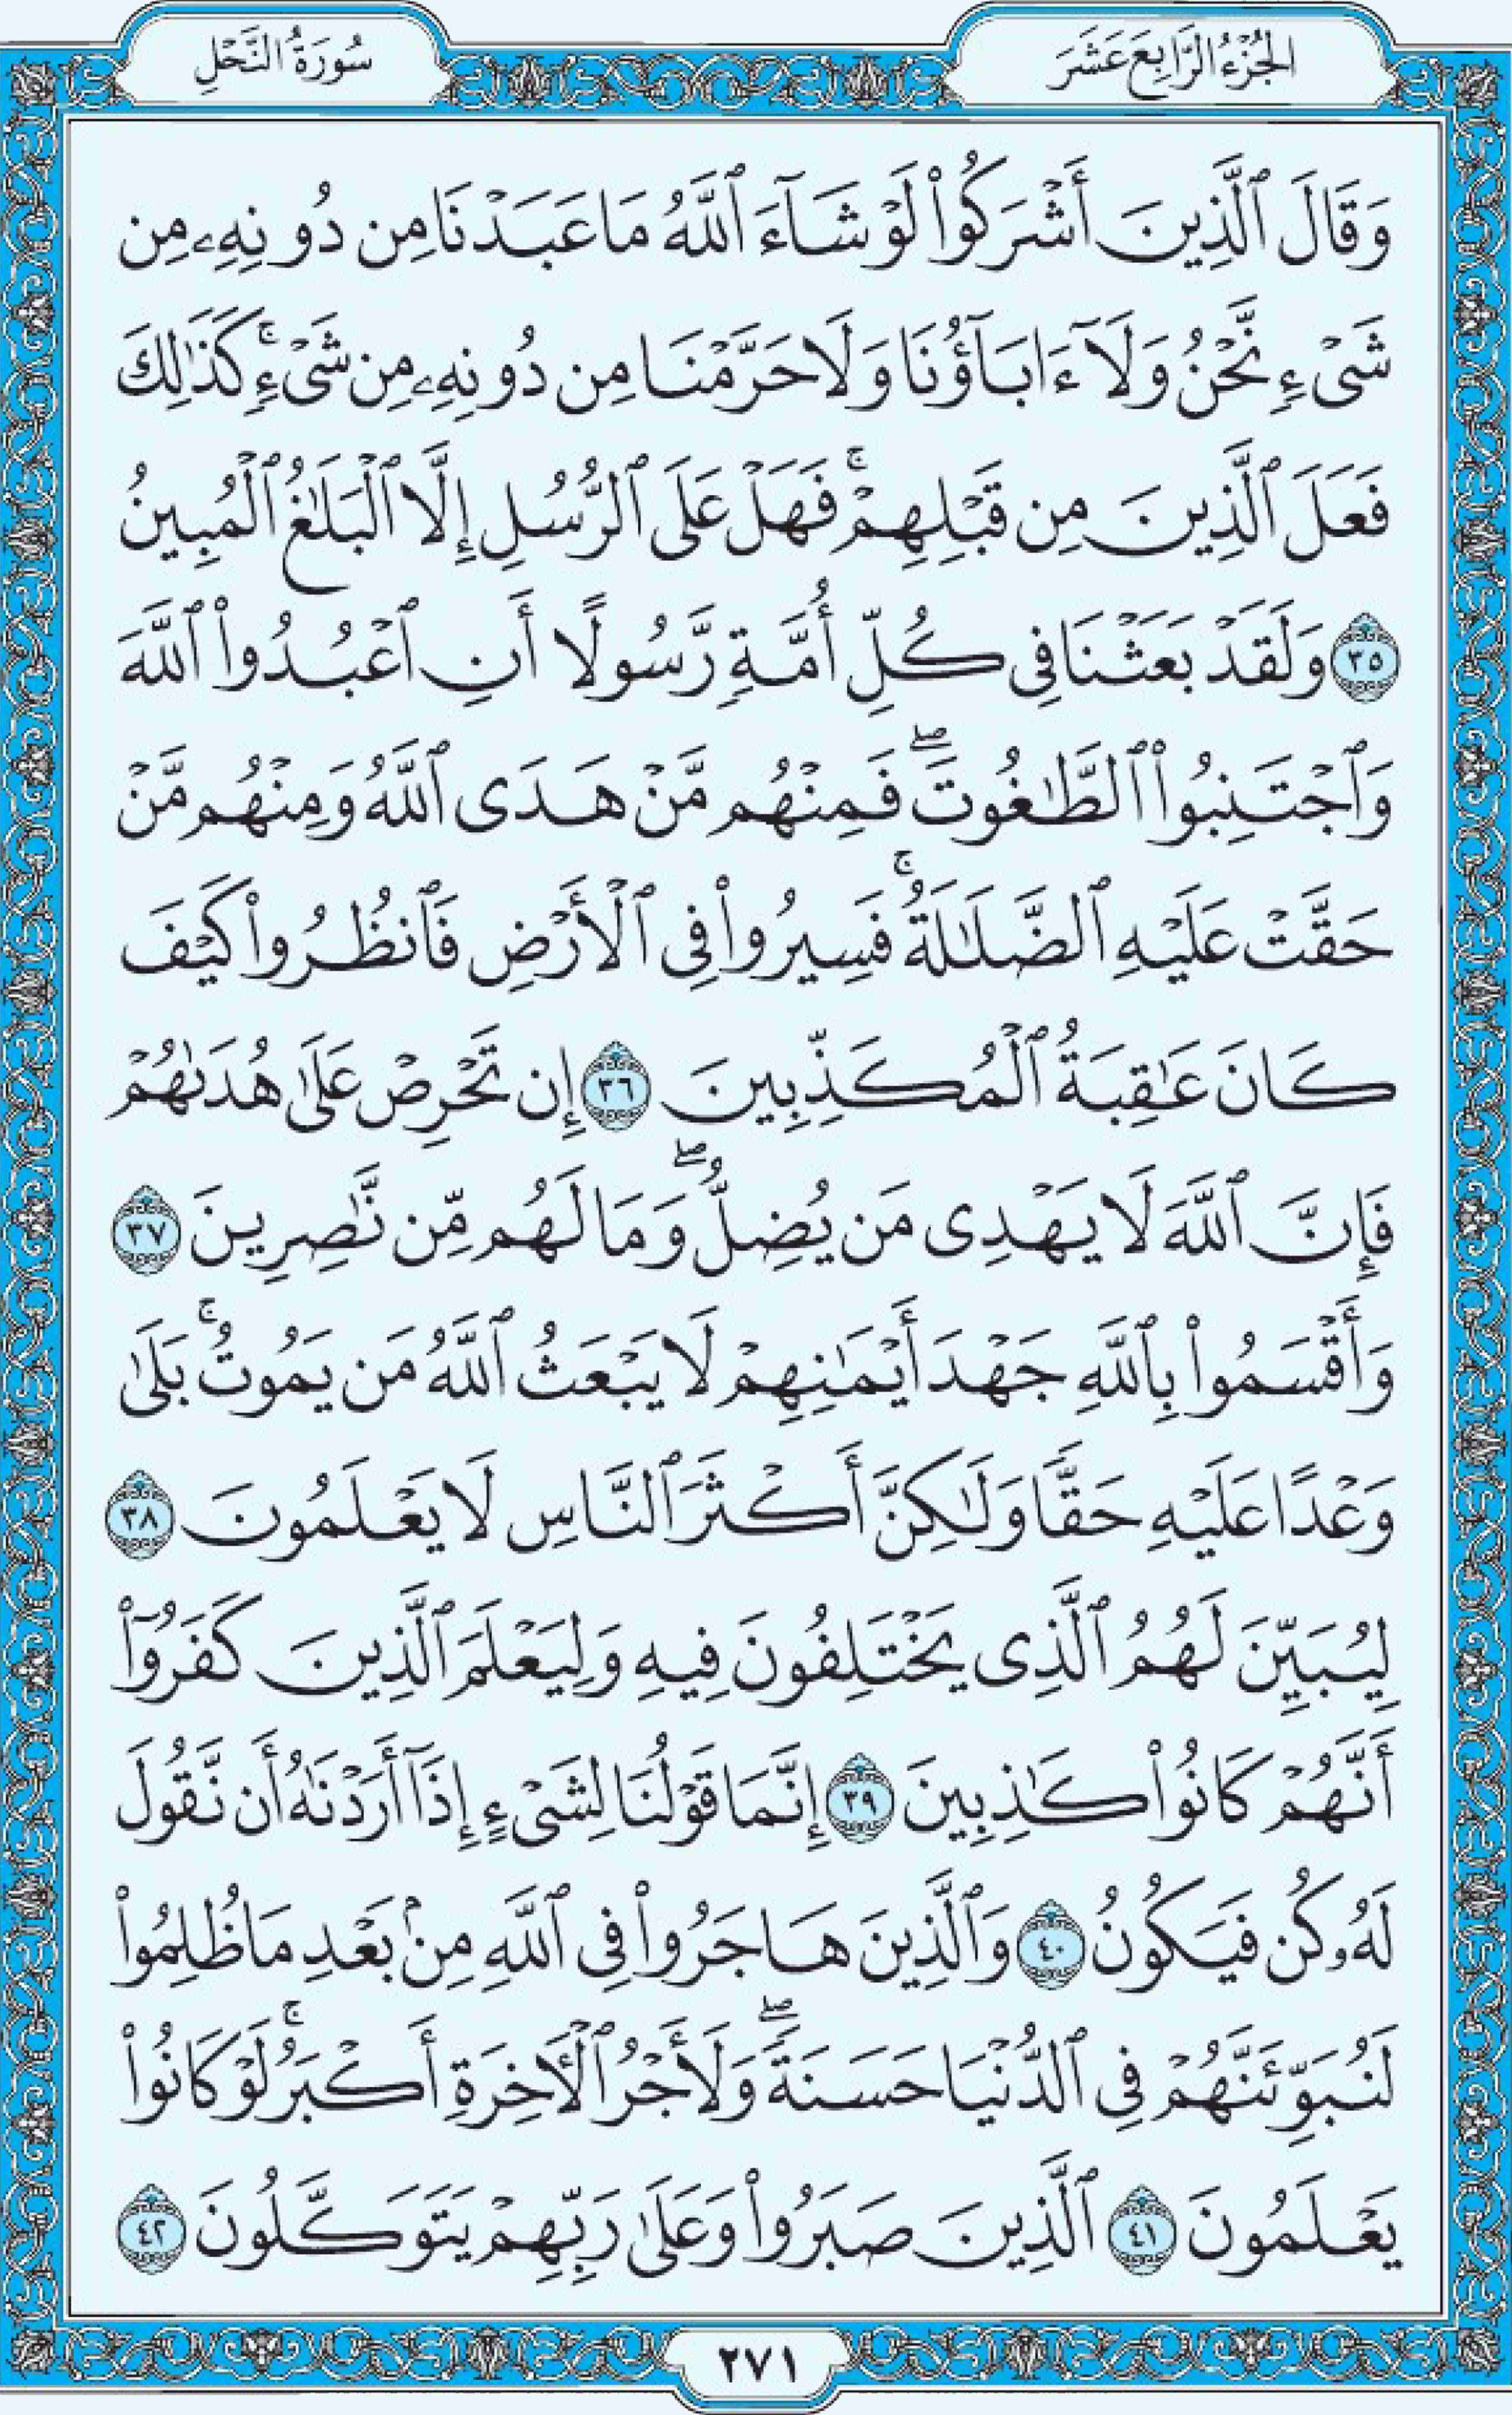 الجُزْءُ الرَّابِعَ عَشَرَ
سُورَةُ النَّحْلِ
وَقَالَ ٱلَّذِينَ أَشْرَكُوا۟ لَوْ شَآءَ ٱللَّهُ مَا عَبَدْنَا مِن دُونِهِۦ مِن
شَىْءٍ نَّحْنُ وَلَآ ءَابَآؤُنَا وَلَا حَرَّمْنَا مِن دُونِهِۦ مِن شَىْءٍ ۚ كَذَٰلِكَ
فَعَلَ ٱلَّذِينَ مِن قَبْلِهِمْ ۚ فَهَلْ عَلَى ٱلرُّسُلِ إِلَّا ٱلْبَلَٰغُ ٱلْمُبِينُ
٣٥ وَلَقَدْ بَعَثْنَا فِى كُلِّ أُمَّةٍ رَّسُولًا أَنِ ٱعْبُدُوا۟ ٱللَّهَ
وَٱجْتَنِبُوا۟ ٱلطَّٰغُوتَ ۖ فَمِنْهُم مَّنْ هَدَى ٱللَّهُ وَمِنْهُم مَّنْ
حَقَّتْ عَلَيْهِ ٱلضَّلَٰلَةُ ۚ فَسِيرُوا۟ فِى ٱلْأَرْضِ فَٱنظُرُوا۟ كَيْفَ
كَانَ عَٰقِبَةُ ٱلْمُكَذِّبِينَ ٣٦ إِن تَحْرِصْ عَلَىٰ هُدَىٰهُمْ
فَإِنَّ ٱللَّهَ لَا يَهْدِى مَن يُضِلُّ ۖ وَمَا لَهُم مِّن نَّٰصِرِينَ ٣٧
وَأَقْسَمُوا۟ بِٱللَّهِ جَهْدَ أَيْمَٰنِهِمْ لَا يَبْعَثُ ٱللَّهُ مَن يَمُوتُ ۚ بَلَىٰ
وَعْدًا عَلَيْهِ حَقًّا وَلَٰكِنَّ أَكْثَرَ ٱلنَّاسِ لَا يَعْلَمُونَ ٣٨
لِيُبَيِّنَ لَهُمُ ٱلَّذِى يَخْتَلِفُونَ فِيهِ وَلِيَعْلَمَ ٱلَّذِينَ كَفَرُوٓا۟
أَنَّهُمْ كَانُوا۟ كَٰذِبِينَ ٣٩ إِنَّمَا قَوْلُنَا لِشَىْءٍ إِذَآ أَرَدْنَٰهُ أَن نَّقُولَ
لَهُۥ كُن فَيَكُونُ ٤٠ وَٱلَّذِينَ هَاجَرُوا۟ فِى ٱللَّهِ مِنۢ بَعْدِ مَا ظُلِمُوا۟
لَنُبَوِّئَنَّهُمْ فِى ٱلدُّنْيَا حَسَنَةً ۖ وَلَأَجْرُ ٱلْـَٔاخِرَةِ أَكْبَرُ ۚ لَوْ كَانُوا۟
يَعْلَمُونَ ٤١ ٱلَّذِينَ صَبَرُوا۟ وَعَلَىٰ رَبِّهِمْ يَتَوَكَّلُونَ ٤٢
٢٧١